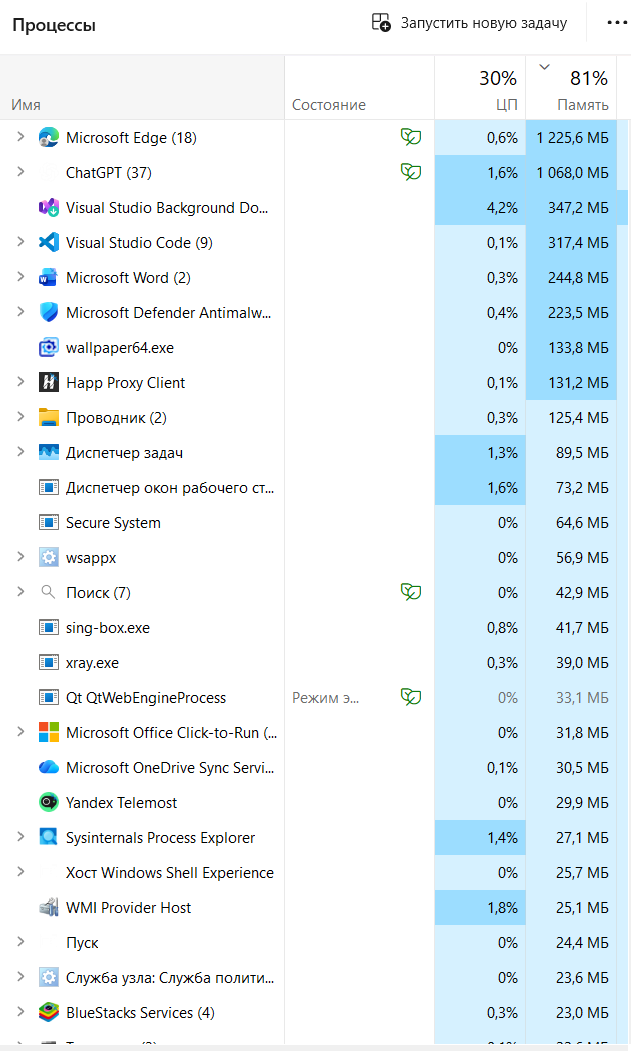 Процессы
Запустить новую задачу
30% 81%
Имя Состояние ЦП Память
Microsoft Edge (18) 0,6% 1 225,6 МБ
ChatGPT (37) 1,6% 1 068,0 МБ
Visual Studio Background Do... 4,2% 347,2 МБ
Visual Studio Code (9) 0,1% 317,4 МБ
Microsoft Word (2) 0,3% 244,8 МБ
Microsoft Defender Antimalw... 0,4% 223,5 МБ
wallpaper64.exe 0% 133,8 МБ
Happ Proxy Client 0,1% 131,2 МБ
Проводник (2) 0,3% 125,4 МБ
Диспетчер задач 1,3% 89,5 МБ
Диспетчер окон рабочего ст... 1,6% 73,2 МБ
Secure System 0% 64,6 МБ
wsappx 0% 56,9 МБ
Поиск (7) 0% 42,9 МБ
sing-box.exe 0,8% 41,7 МБ
xray.exe 0,3% 39,0 МБ
Qt QtWebEngineProcess Режим э... 0% 33,1 МБ
Microsoft Office Click-to-Run (... 0% 31,8 МБ
Microsoft OneDrive Sync Servi... 0,1% 30,5 МБ
Yandex Telemost 0% 29,9 МБ
Sysinternals Process Explorer 1,4% 27,1 МБ
Хост Windows Shell Experience 0% 25,7 МБ
WMI Provider Host 1,8% 25,1 МБ
Пуск 0% 24,4 МБ
Служба узла: Служба полити... 0% 23,6 МБ
BlueStacks Services (4) 0,3% 23,0 МБ